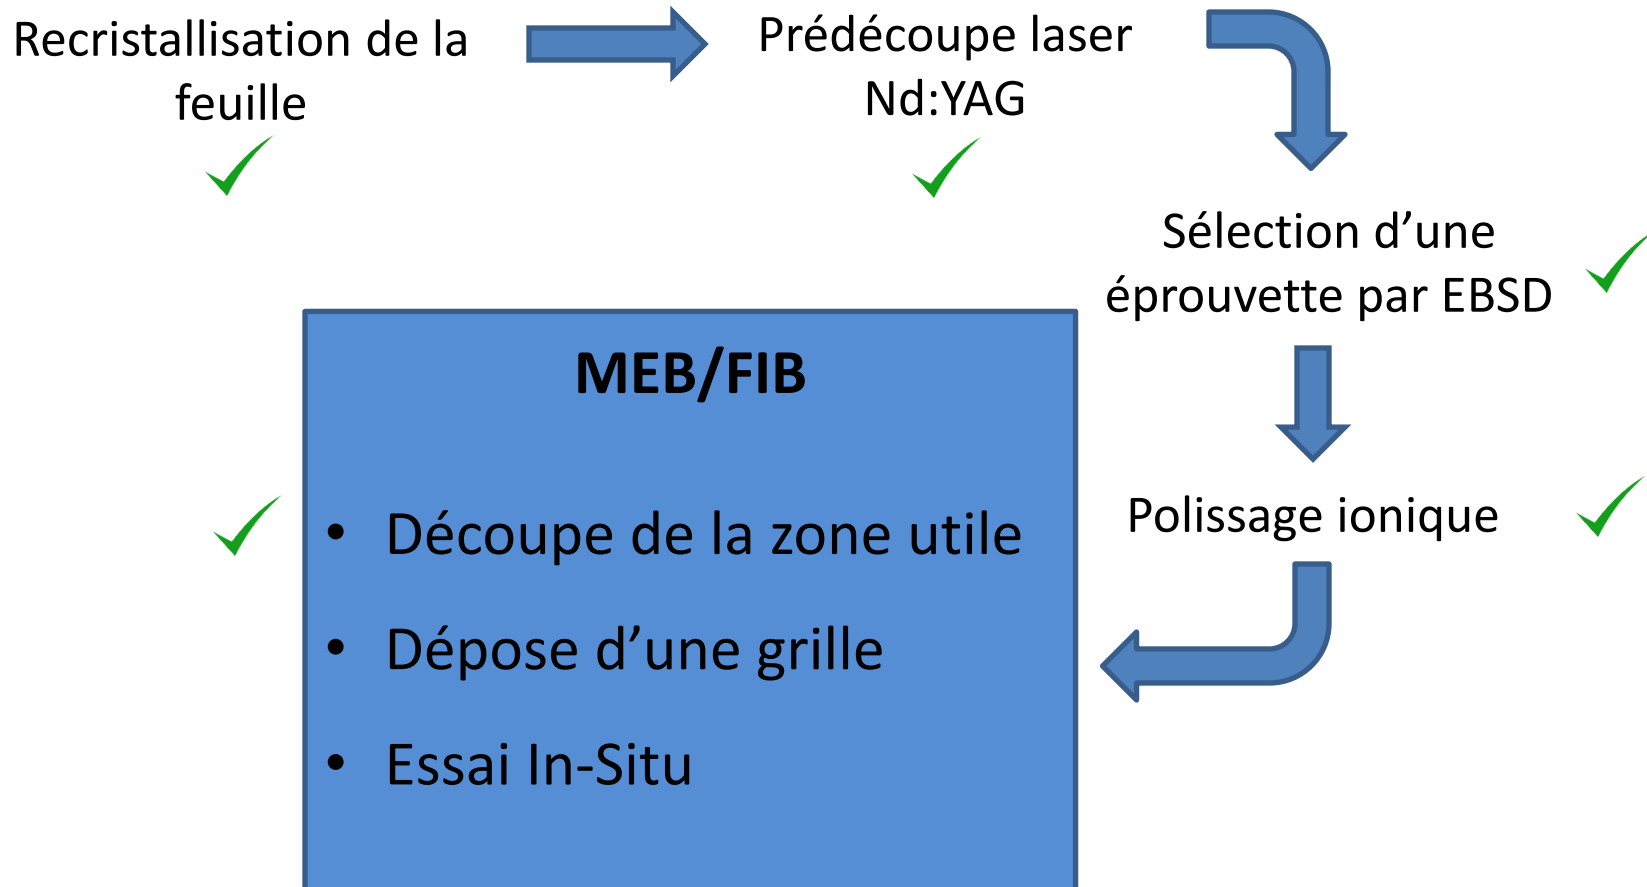 Recristallisation de la
feuille
Prédécoupe laser
Nd:YAG
Sélection d’une
éprouvette par EBSD
Polissage ionique
MEB/FIB
• Découpe de la zone utile
• Dépose d’une grille
• Essai In-Situ